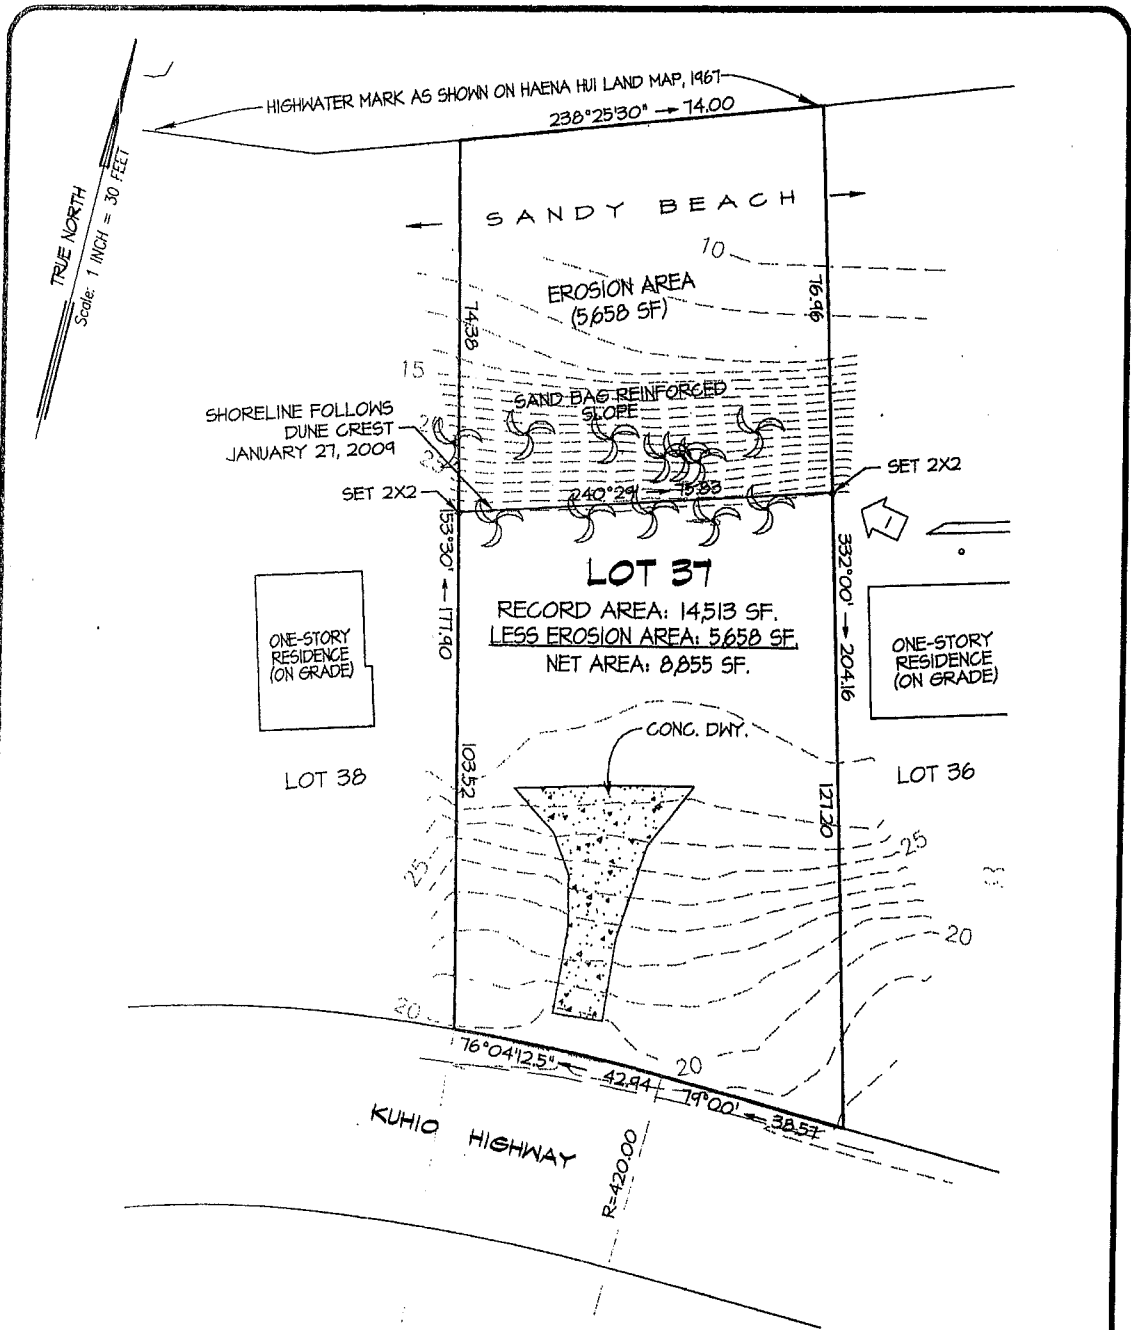 HIGHWATER MARK AS SHOWN ON HAENA HUI LAND MAP, 1967
238°25'30" → 74.00
TRUE NORTH
Scale: 1 INCH = 30 FEET
SANDY BEACH
10
EROSION AREA
(5,658 SF)
74.38
76.96
15
SAND BAG REINFORCED
SLOPE
SHORELINE FOLLOWS
DUNE CREST
JANUARY 27, 2009
20
25
SET 2X2
SET 2X2
240°29' → 75.83
1
LOT 37
RECORD AREA: 14,513 SF.
LESS EROSION AREA: 5,658 SF.
NET AREA: 8,855 SF.
153°30' → 177.90
332°00' → 204.16
ONE-STORY
RESIDENCE
(ON GRADE)
ONE-STORY
RESIDENCE
(ON GRADE)
CONC. DWY.
LOT 38
LOT 36
103.52
127.20
25
25
20
20
20
76°04'12.5" ← 42.94
79°00' ← 38.57
KUHIO HIGHWAY
R=420.00